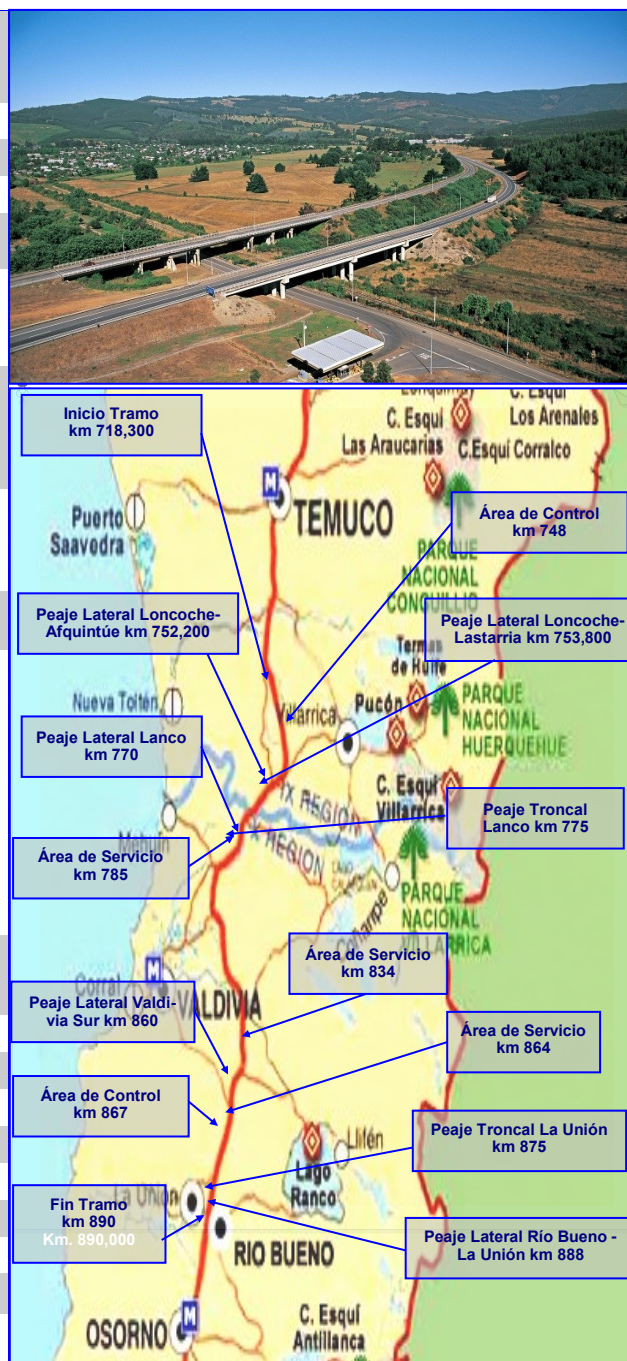 Inicio Tramo
km 718,300
C. Esquí
Las Araucarias
C. Esquí
Los Arenales
C.Esquí Corralco
M
TEMUCO
Puerto
Saavedra
Área de Control
km 748
PARQUE
NACIONAL
CONGUILLIO
Peaje Lateral Loncoche-
Afquintúe km 752,200
Peaje Lateral Loncoche-
Lastarria km 753,800
Termas
de Huife
Nueva Toltén
Villarrica
Pucón
PARQUE
NACIONAL
HUERQUEHUE
Peaje Lateral Lanco
km 770
IX REGION
X REGION
C. Esquí
Villarrica
Peaje Troncal
Lanco km 775
Mehuín
Área de Servicio
km 785
Coñaripe
PARQUE
NACIONAL
VILLARRICA
Área de Servicio
km 834
M
Corral
VALDIVIA
Peaje Lateral Valdi-
via Sur km 860
Área de Servicio
km 864
Área de Control
km 867
Peaje Troncal La Unión
km 875
Llifén
Lago
Ranco
La Unión
Fin Tramo
km 890
Km. 890,000
RIO BUENO
Peaje Lateral Río Bueno -
La Unión km 888
M
OSORNO
C. Esquí
Antillanca